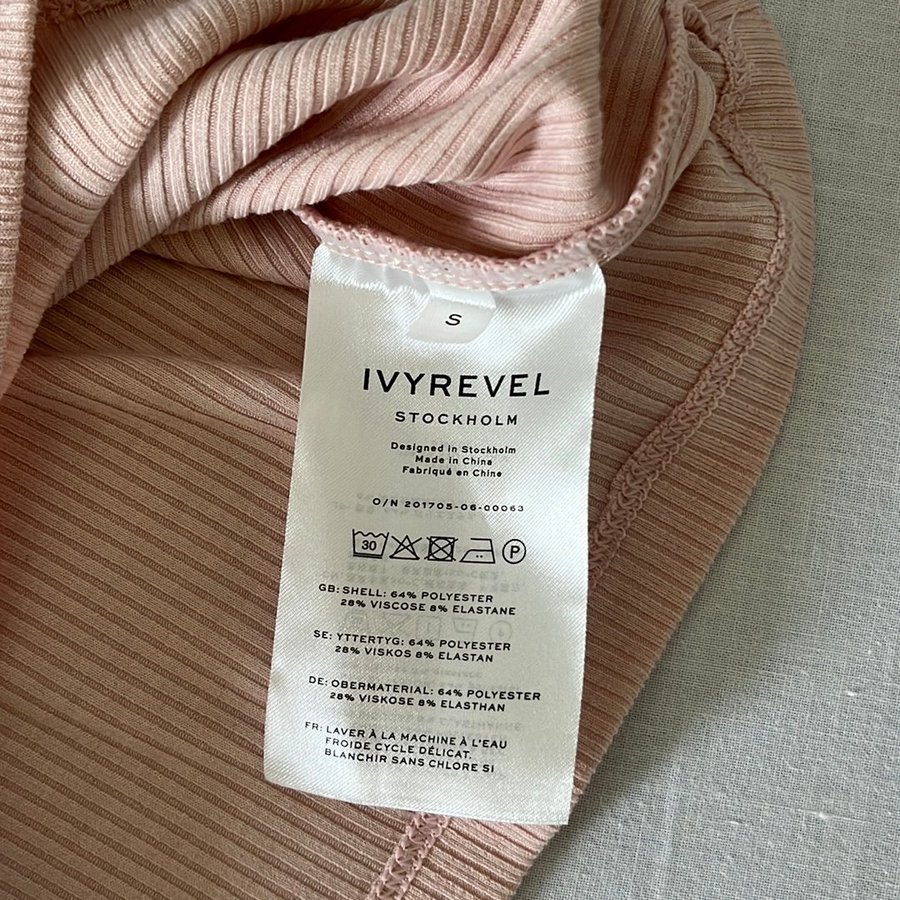 S
IVYREVEL
STOCKHOLM
Designed in Stockholm
Made in China
Fabriqué en Chine
O/N 201705-06-00063
30 P
GB: SHELL: 64% POLYESTER
28% VISCOSE 8% ELASTANE
SE: YTTERTYG: 64% POLYESTER
28% VISKOS 8% ELASTAN
DE: OBERMATERIAL: 64% POLYESTER
28% VISKOSE 8% ELASTHAN
FR: LAVER À LA MACHINE À L'EAU
FROIDE CYCLE DÉLICAT.
BLANCHIR SANS CHLORE SI